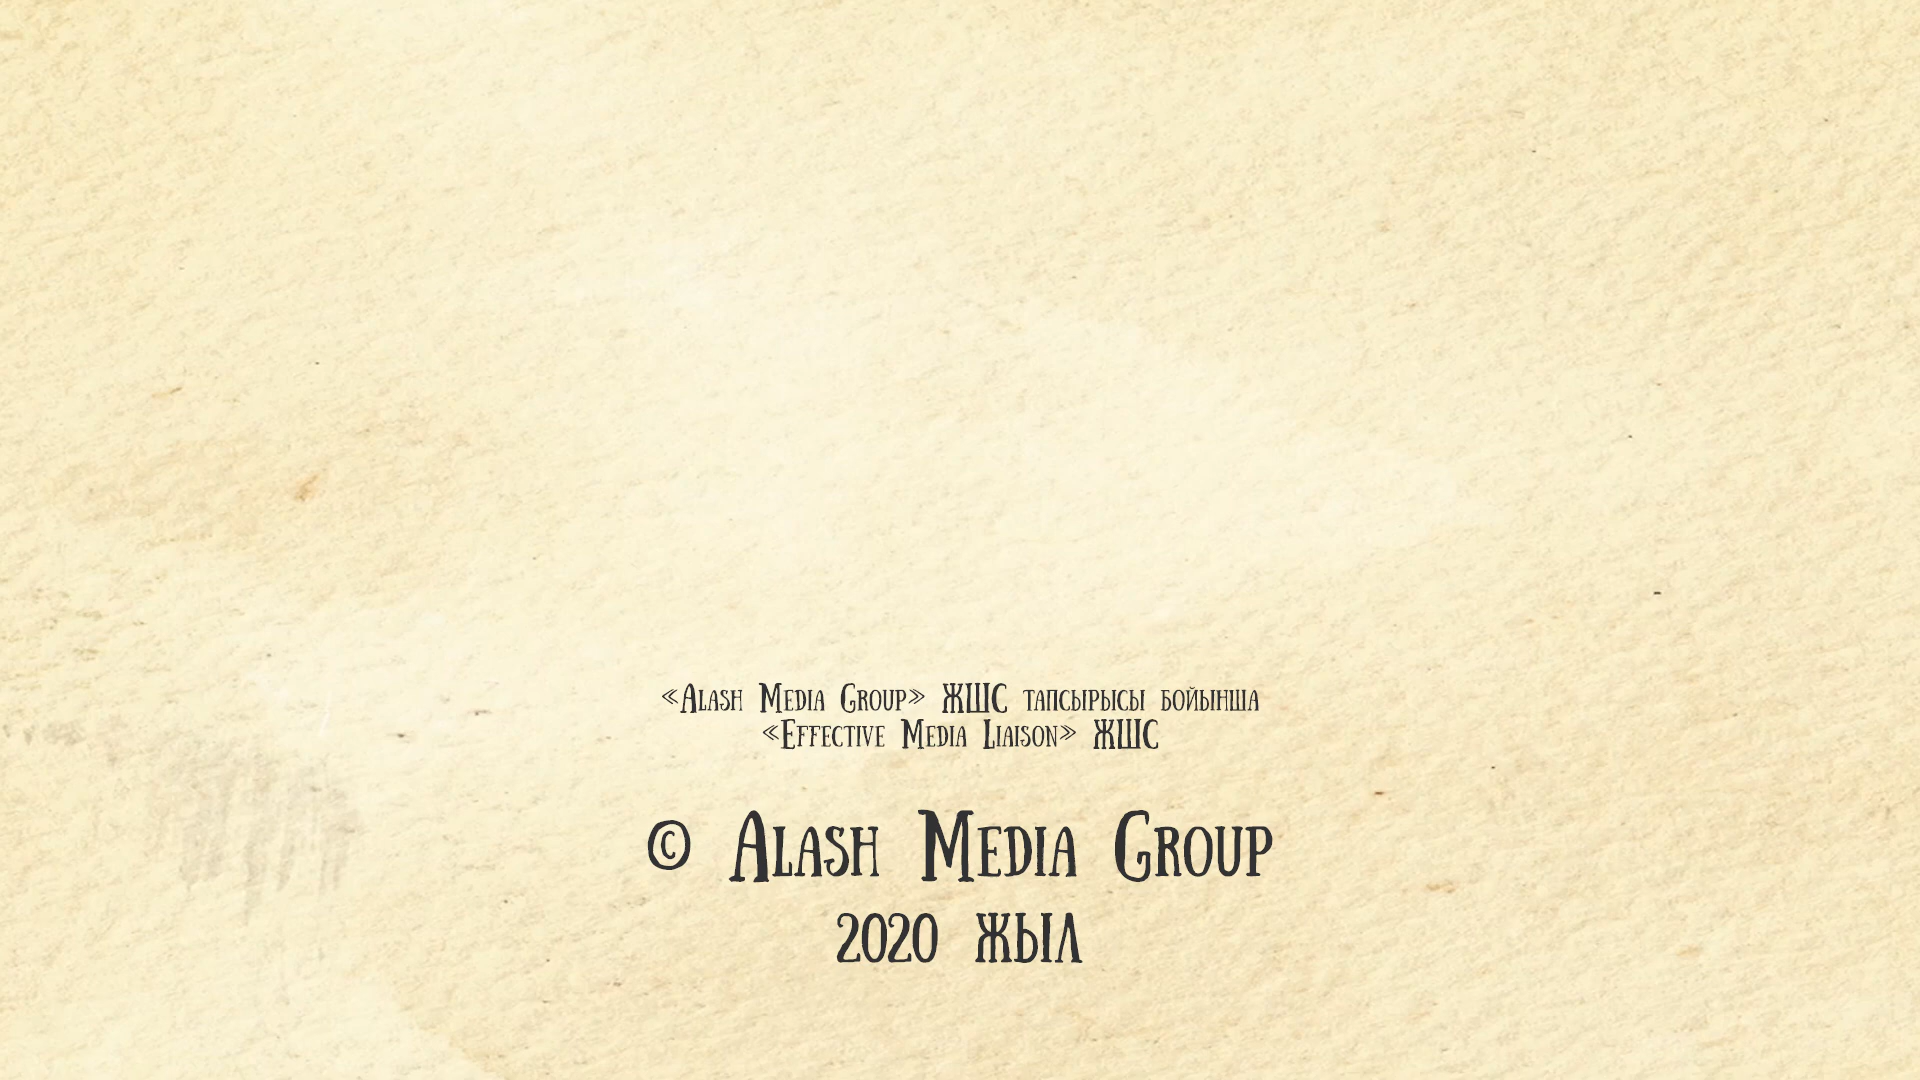 «Alash Media Group» ЖШС тапсырысы бойынша
«Effective Media Liaison» ЖШС
© Alash Media Group
2020 жыл